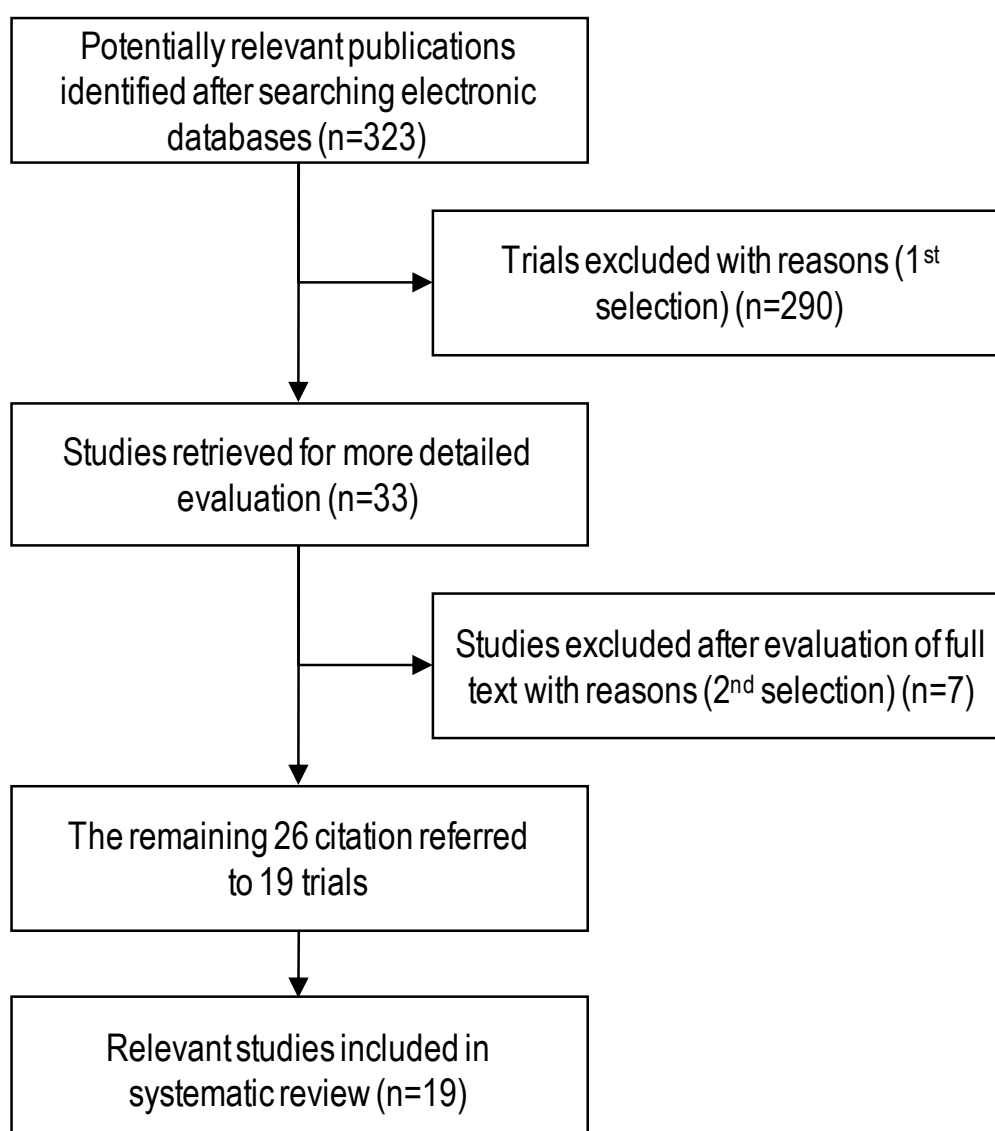 Potentially relevant publications
identified after searching electronic
databases (n=323)
Trials excluded with reasons (1st
selection) (n=290)
Studies retrieved for more detailed
evaluation (n=33)
Studies excluded after evaluation of full
text with reasons (2nd selection) (n=7)
The remaining 26 citation referred
to 19 trials
Relevant studies included in
systematic review (n=19)